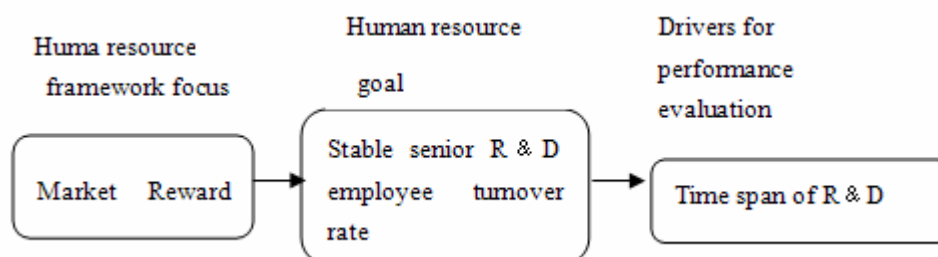 Huma resource
framework focus
Human resource
goal
Drivers for
performance
evaluation
Market Reward
Stable senior R & D
employee turnover
rate
Time span of R & D